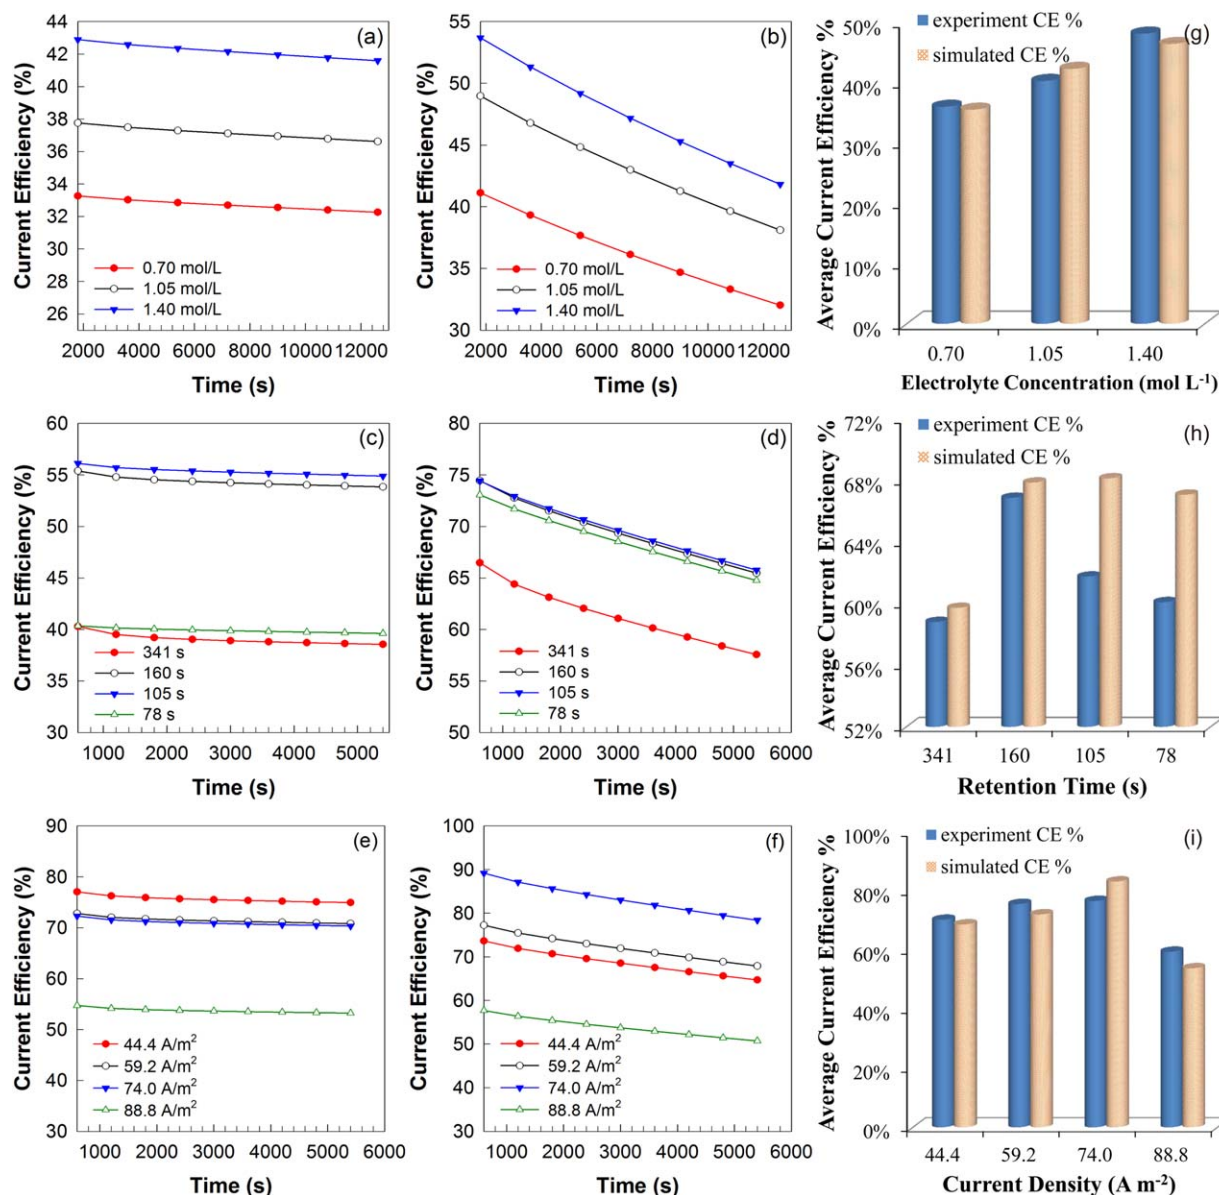 (a)
Current Efficiency (%)
44
42
40
38
36
34
32
30
28
26
0.70 mol/L
1.05 mol/L
1.40 mol/L
2000 4000 6000 8000 10000 12000
Time (s)
(b)
Current Efficiency (%)
55
50
45
40
35
30
0.70 mol/L
1.05 mol/L
1.40 mol/L
2000 4000 6000 8000 10000 12000
Time (s)
(g)
Average Current Efficiency %
experiment CE %
simulated CE %
50%
40%
30%
20%
10%
0%
0.70 1.05 1.40
Electrolyte Concentration (mol L⁻¹)
(c)
Current Efficiency (%)
60
55
50
45
40
35
30
341 s
160 s
105 s
78 s
1000 2000 3000 4000 5000
Time (s)
(d)
Current Efficiency (%)
80
75
70
65
60
55
50
341 s
160 s
105 s
78 s
1000 2000 3000 4000 5000 6000
Time (s)
(h)
Average Current Efficiency %
experiment CE %
simulated CE %
72%
68%
64%
60%
56%
52%
341 160 105 78
Retention Time (s)
(e)
Current Efficiency (%)
90
80
70
60
50
40
30
44.4 A/m²
59.2 A/m²
74.0 A/m²
88.8 A/m²
1000 2000 3000 4000 5000 6000
Time (s)
(f)
Current Efficiency (%)
100
90
80
70
60
50
40
30
44.4 A/m²
59.2 A/m²
74.0 A/m²
88.8 A/m²
1000 2000 3000 4000 5000 6000
Time (s)
(i)
Average Current Efficiency %
experiment CE %
simulated CE %
100%
80%
60%
40%
20%
0%
44.4 59.2 74.0 88.8
Current Density (A m⁻²)